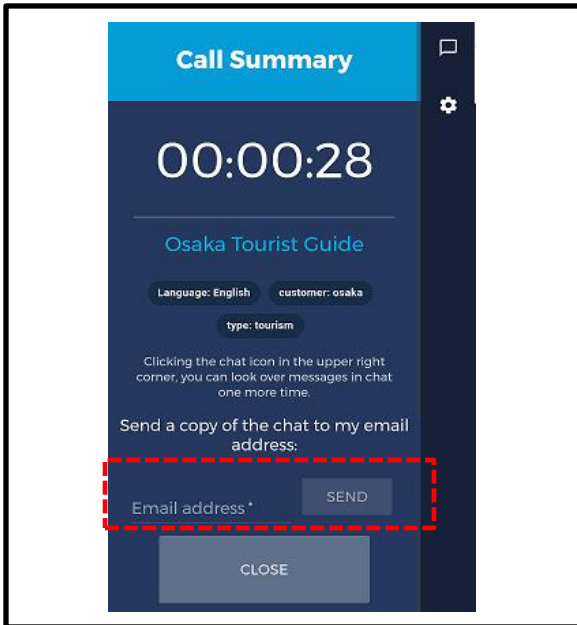 Call Summary
00:00:28
Osaka Tourist Guide
Language: English customer: osaka
type: tourism
Clicking the chat icon in the upper right
corner, you can look over messages in chat
one more time.
Send a copy of the chat to my email
address:
Email address * SEND
CLOSE